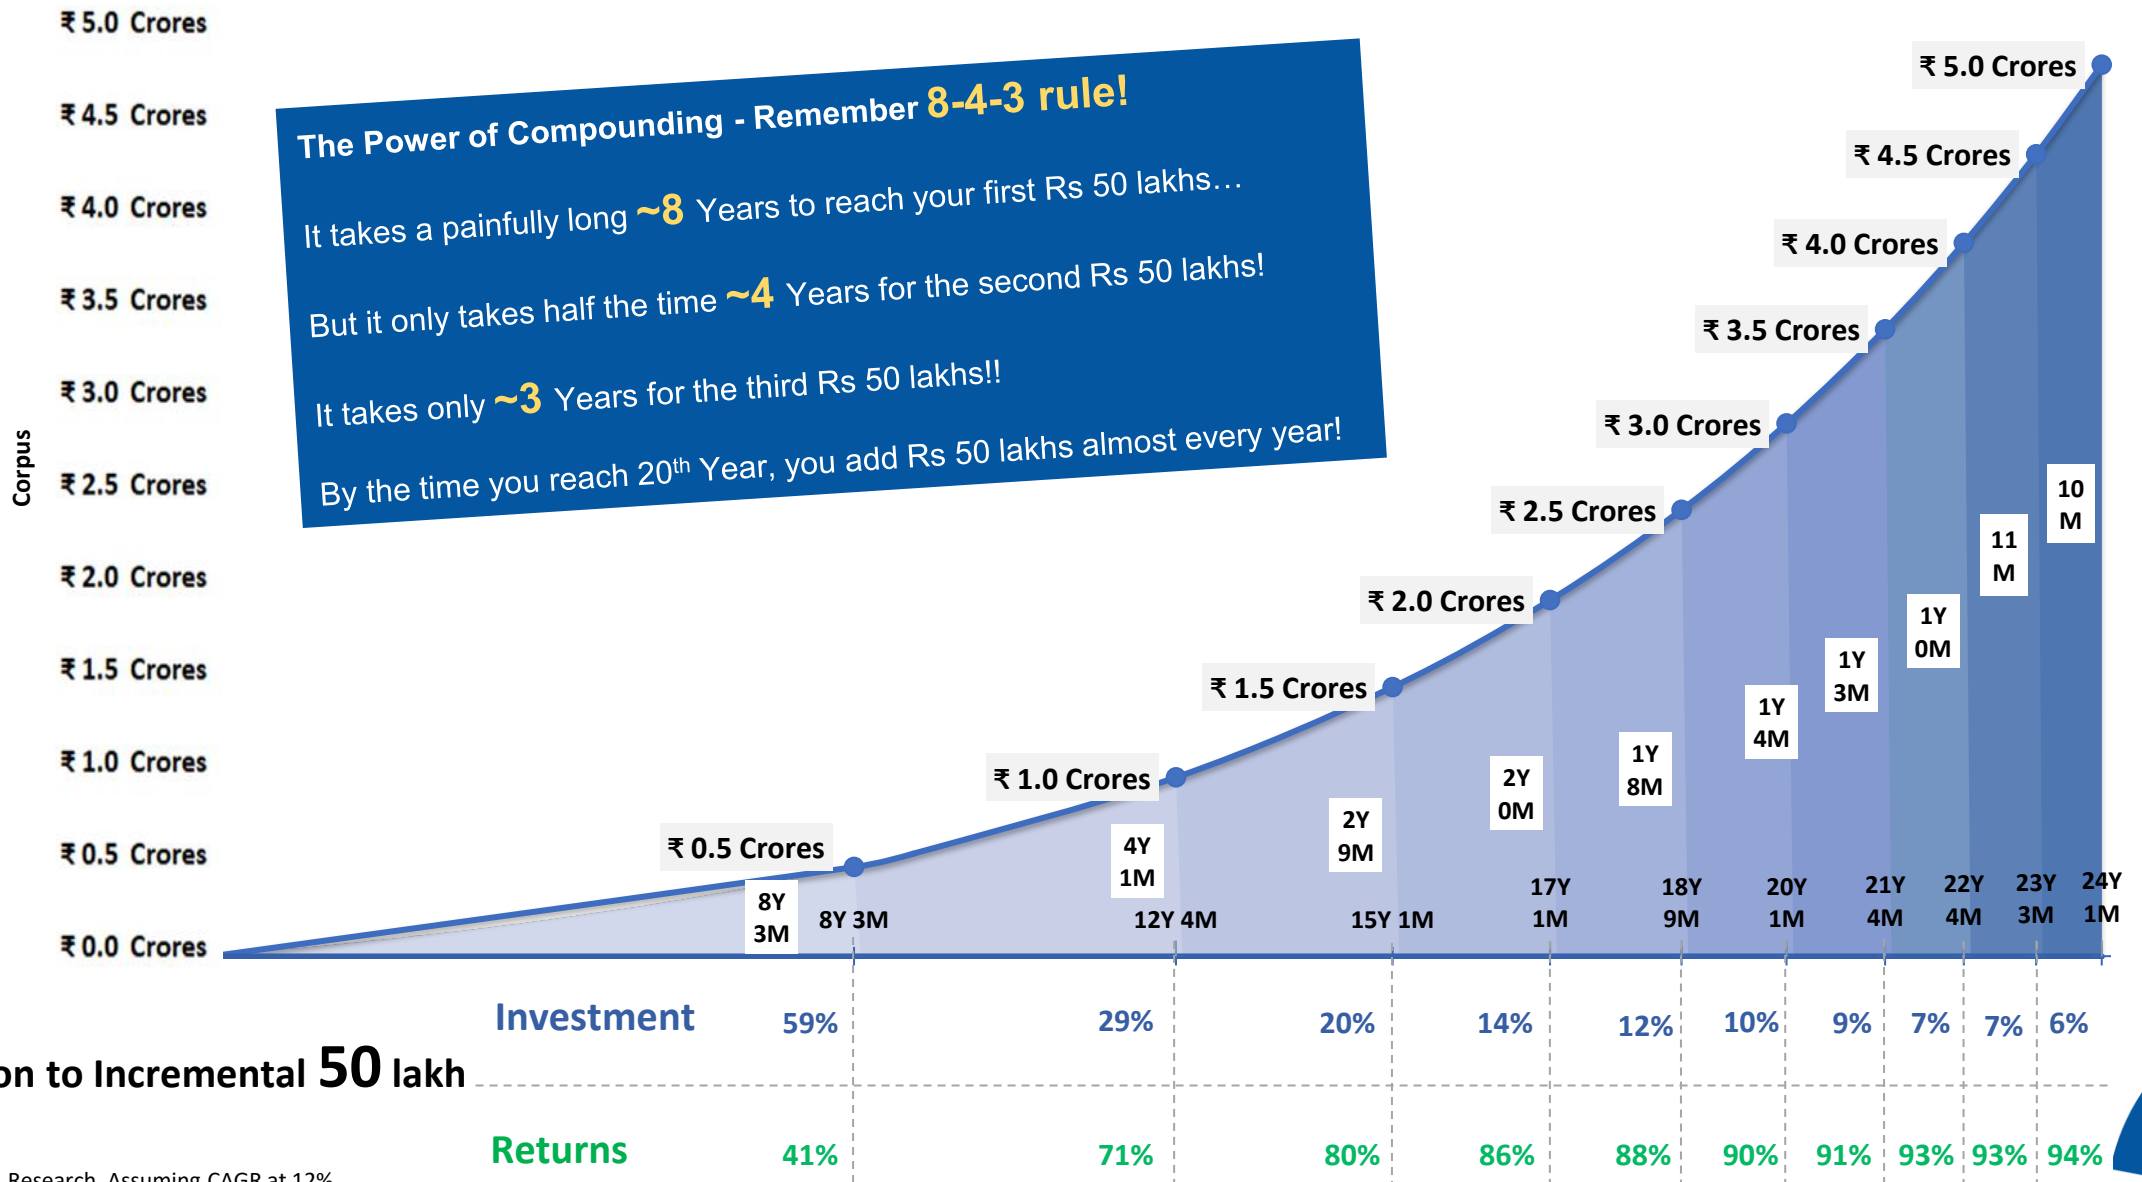 ₹ 5.0 Crores
₹ 4.5 Crores
₹ 4.0 Crores
₹ 3.5 Crores
₹ 3.0 Crores
₹ 2.5 Crores
₹ 2.0 Crores
₹ 1.5 Crores
₹ 1.0 Crores
₹ 0.5 Crores
₹ 0.0 Crores
Corpus
The Power of Compounding - Remember 8-4-3 rule!
It takes a painfully long ~8 Years to reach your first Rs 50 lakhs...
But it only takes half the time ~4 Years for the second Rs 50 lakhs!
It takes only ~3 Years for the third Rs 50 lakhs!!
By the time you reach 20th Year, you add Rs 50 lakhs almost every year!
₹ 0.5 Crores
₹ 1.0 Crores
₹ 1.5 Crores
₹ 2.0 Crores
₹ 2.5 Crores
₹ 3.0 Crores
₹ 3.5 Crores
₹ 4.0 Crores
₹ 4.5 Crores
₹ 5.0 Crores
8Y
3M
4Y
1M
2Y
9M
2Y
0M
1Y
8M
1Y
4M
1Y
3M
1Y
0M
11
M
10
M
8Y 3M
12Y 4M
15Y 1M
17Y
1M
18Y
9M
20Y
1M
21Y
4M
22Y
4M
23Y
3M
24Y
1M
Investment 59% 29% 20% 14% 12% 10% 9% 7% 7% 6%
on to Incremental 50 lakh
Returns 41% 71% 80% 86% 88% 90% 91% 93% 93% 94%
Research. Assuming CAGR at 12%